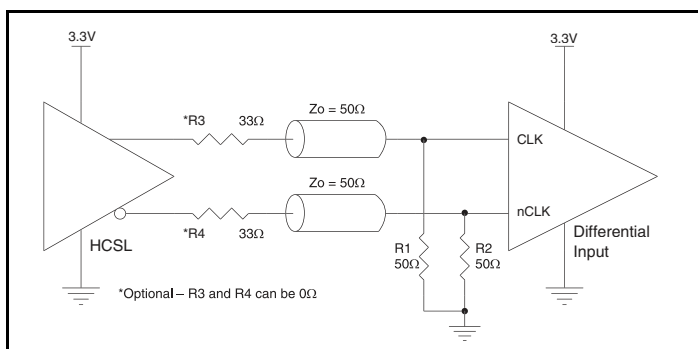 3.3V
3.3V
*R3 33Ω
Zo = 50Ω
CLK
Zo = 50Ω
nCLK
HCSL
*R4 33Ω
R1
50Ω
R2
50Ω
Differential
Input
*Optional – R3 and R4 can be 0Ω